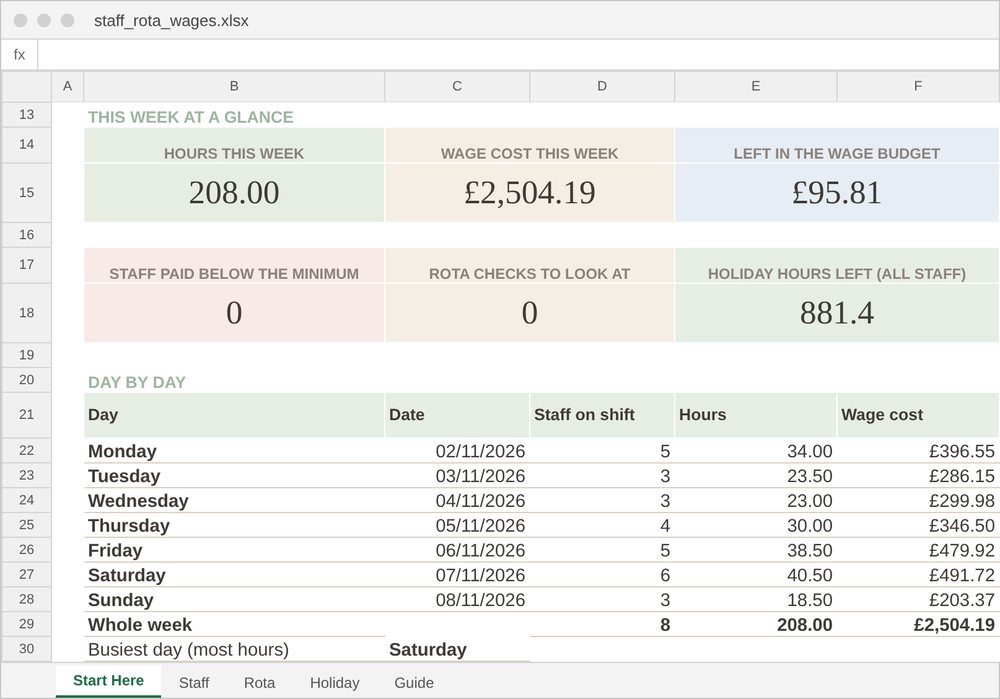 staff_rota_wages.xlsx
fx
A B C D E F
13 THIS WEEK AT A GLANCE
14 HOURS THIS WEEK WAGE COST THIS WEEK LEFT IN THE WAGE BUDGET
15 208.00 £2,504.19 £95.81
16
17 STAFF PAID BELOW THE MINIMUM ROTA CHECKS TO LOOK AT HOLIDAY HOURS LEFT (ALL STAFF)
18 0 0 881.4
19
20 DAY BY DAY
21 Day Date Staff on shift Hours Wage cost
22 Monday 02/11/2026 5 34.00 £396.55
23 Tuesday 03/11/2026 3 23.50 £286.15
24 Wednesday 04/11/2026 3 23.00 £299.98
25 Thursday 05/11/2026 4 30.00 £346.50
26 Friday 06/11/2026 5 38.50 £479.92
27 Saturday 07/11/2026 6 40.50 £491.72
28 Sunday 08/11/2026 3 18.50 £203.37
29 Whole week 8 208.00 £2,504.19
30 Busiest day (most hours) Saturday
Start Here Staff Rota Holiday Guide